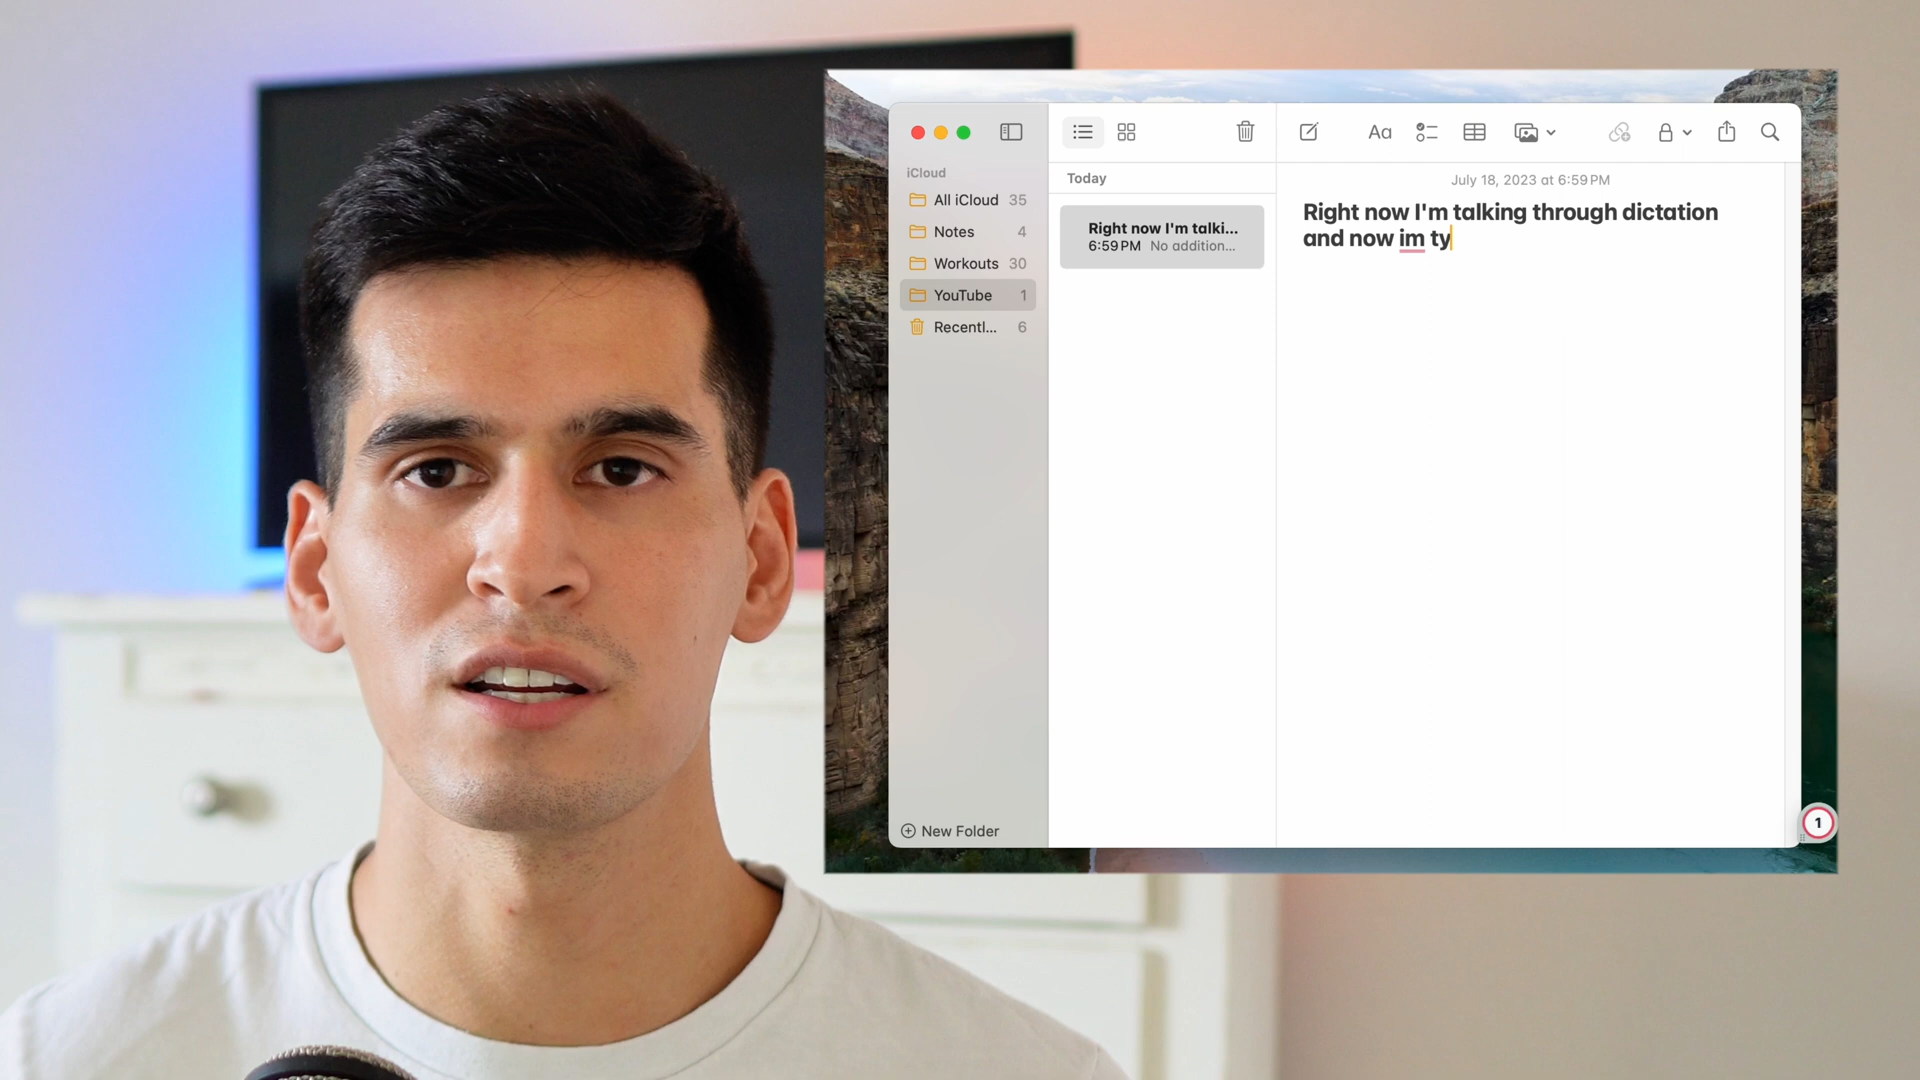 iCloud
All iCloud 35
Notes 4
Workouts 30
YouTube 1
Recentl... 6
New Folder
Today
Right now I'm talki...
6:59 PM No addition...
Aa
July 18, 2023 at 6:59 PM
Right now I'm talking through dictation
and now im ty
1